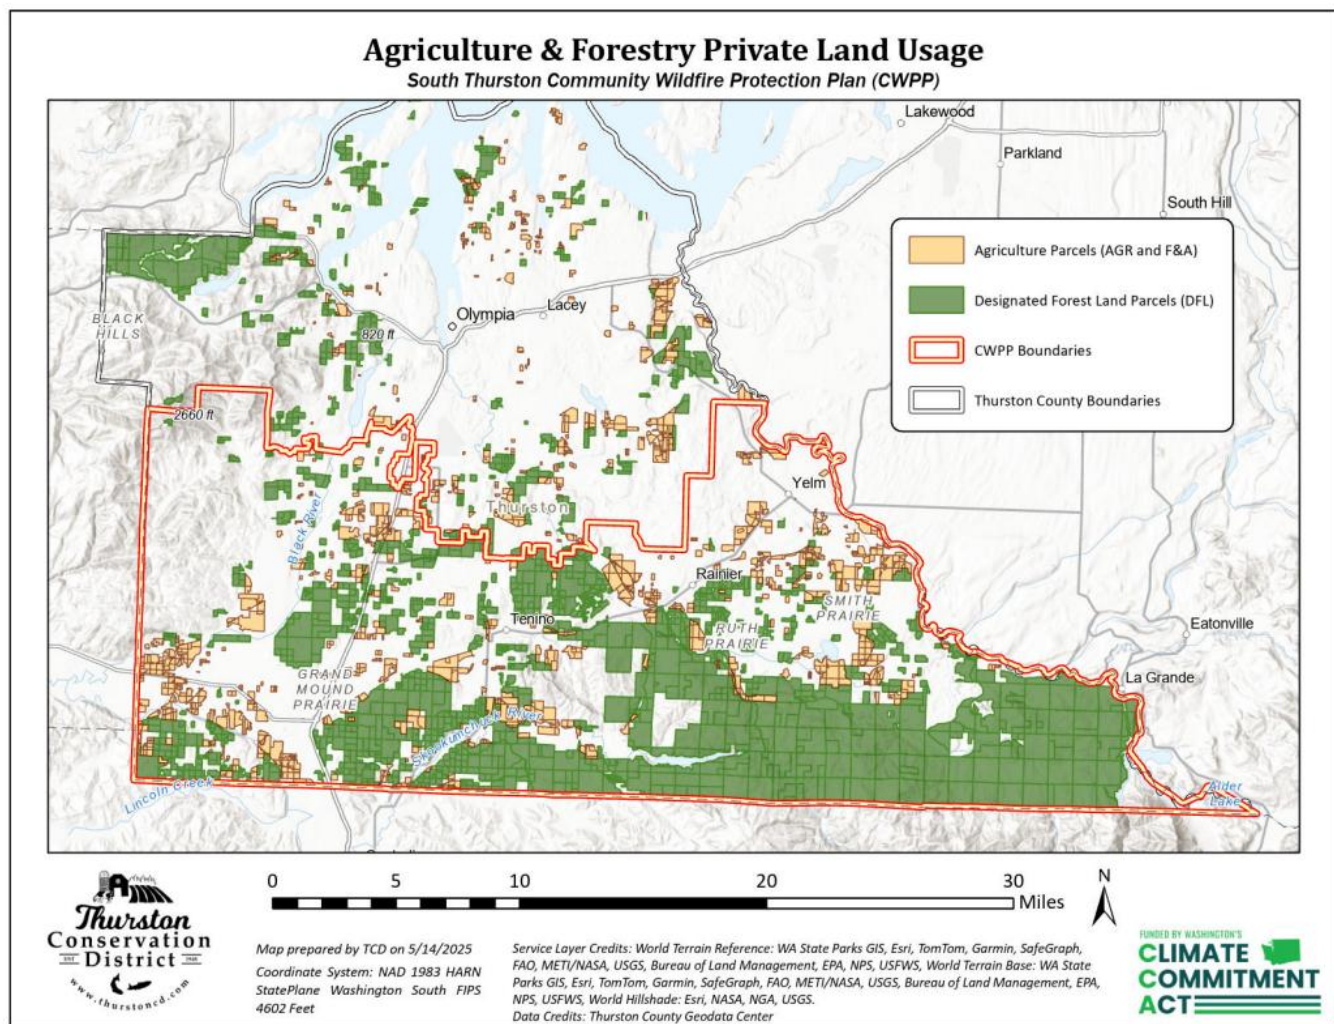 Agriculture & Forestry Private Land Usage
South Thurston Community Wildfire Protection Plan (CWPP)
Lakewood
Parkland
South Hill
Agriculture Parcels (AGR and F&A)
Designated Forest Land Parcels (DFL)
CWPP Boundaries
Thurston County Boundaries
BLACK
HILLS
820 ft
Olympia
Lacey
2660 ft
Black River
Thurston
Yelm
Rainier
Tenino
SMITH
PRAIRIE
RUTH
PRAIRIE
Eatonville
La Grande
GRAND
MOUND
PRAIRIE
Skookumchuck River
Lincoln Creek
Alder
Lake
0 5 10 20 30
Miles
N
Thurston
Conservation
District
EST 1948
www.thurstoncd.com
Map prepared by TCD on 5/14/2025
Coordinate System: NAD 1983 HARN
StatePlane Washington South FIPS
4602 Feet
Service Layer Credits: World Terrain Reference: WA State Parks GIS, Esri, TomTom, Garmin, SafeGraph,
FAO, METI/NASA, USGS, Bureau of Land Management, EPA, NPS, USFWS, World Terrain Base: WA State
Parks GIS, Esri, TomTom, Garmin, SafeGraph, FAO, METI/NASA, USGS, Bureau of Land Management, EPA,
NPS, USFWS, World Hillshade: Esri, NASA, NGA, USGS.
Data Credits: Thurston County Geodata Center
FUNDED BY WASHINGTON'S
CLIMATE
COMMITMENT
ACT